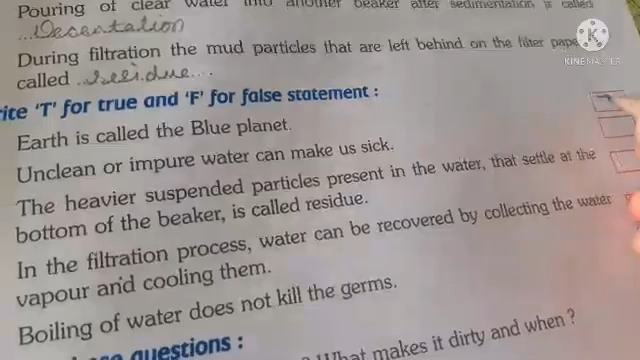 Pouring of clear water into another beaker after sedimentation is called
...Decantation
During filtration the mud particles that are left behind on the filter pape
called ..residue...
rite 'T' for true and 'F' for false statement :
Earth is called the Blue planet.
Unclean or impure water can make us sick.
The heavier suspended particles present in the water, that settle at the
bottom of the beaker, is called residue.
In the filtration process, water can be recovered by collecting the water
vapour and cooling them.
Boiling of water does not kill the germs.
questions :
What makes it dirty and when ?
KINEMASTER